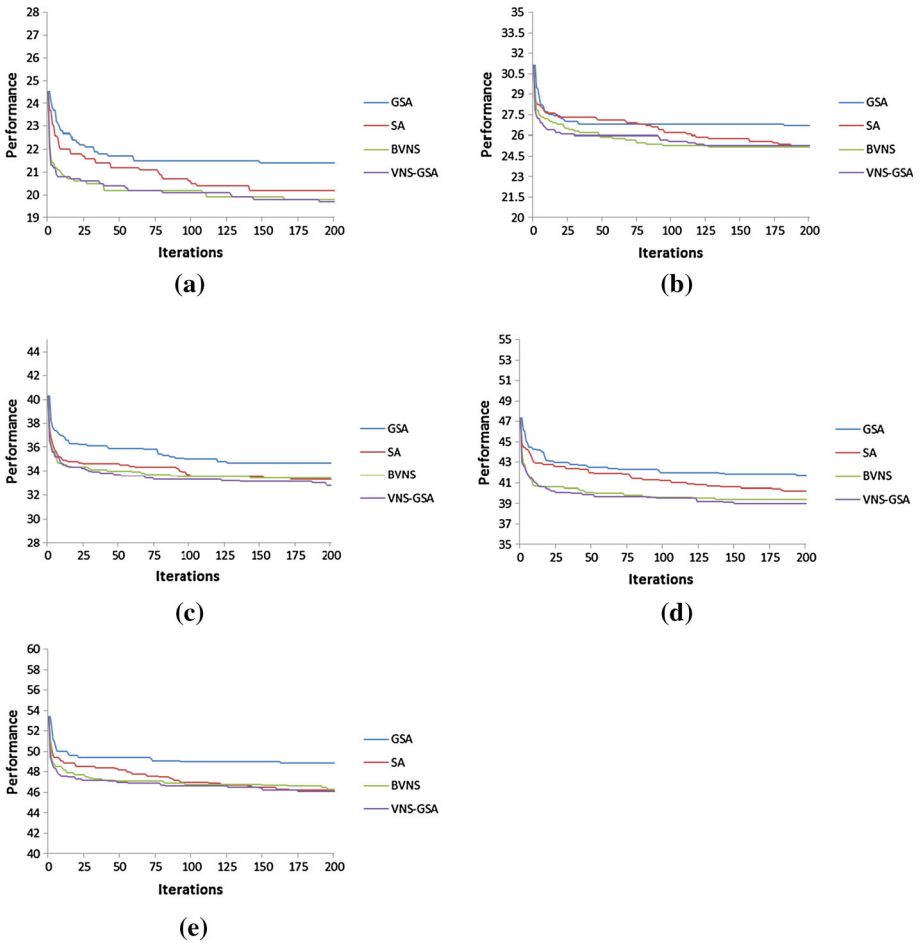 28
27
26
25
24
23
22
21
20
19
Performance
0 25 50 75 100 125 150 175 200
Iterations
GSA
SA
BVNS
VNS-GSA
(a)
35
33.5
32
30.5
29
27.5
26
24.5
23
21.5
20
Performance
0 25 50 75 100 125 150 175 200
Iterations
GSA
SA
BVNS
VNS-GSA
(b)
44
42
40
38
36
34
32
30
28
Performance
0 25 50 75 100 125 150 175 200
Iterations
GSA
SA
BVNS
VNS-GSA
(c)
55
53
51
49
47
45
43
41
39
37
35
Performance
0 25 50 75 100 125 150 175 200
Iterations
GSA
SA
BVNS
VNS-GSA
(d)
60
58
56
54
52
50
48
46
44
42
40
Performance
0 25 50 75 100 125 150 175 200
Iterations
GSA
SA
BVNS
VNS-GSA
(e)